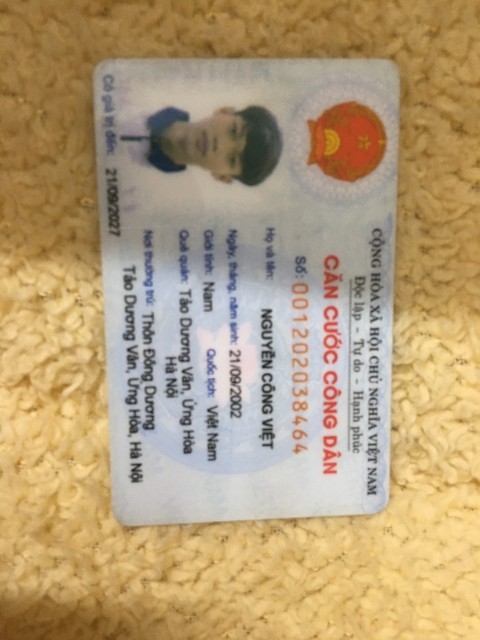 CỘNG HÒA XÃ HỘI CHỦ NGHĨA VIỆT NAM
Độc lập - Tự do - Hạnh phúc
CĂN CƯỚC CÔNG DÂN
Số: 001202038464
Họ và tên: NGUYỄN CÔNG VIỆT
Ngày, tháng, năm sinh: 21/09/2002
Giới tính: Nam Quốc tịch: Việt Nam
Quê quán: Tảo Dương Văn, Ứng Hòa
Hà Nội
Nơi thường trú: Thôn Đông Dương
Tảo Dương Văn, Ứng Hòa, Hà Nội
Có giá trị đến: 21/09/2027